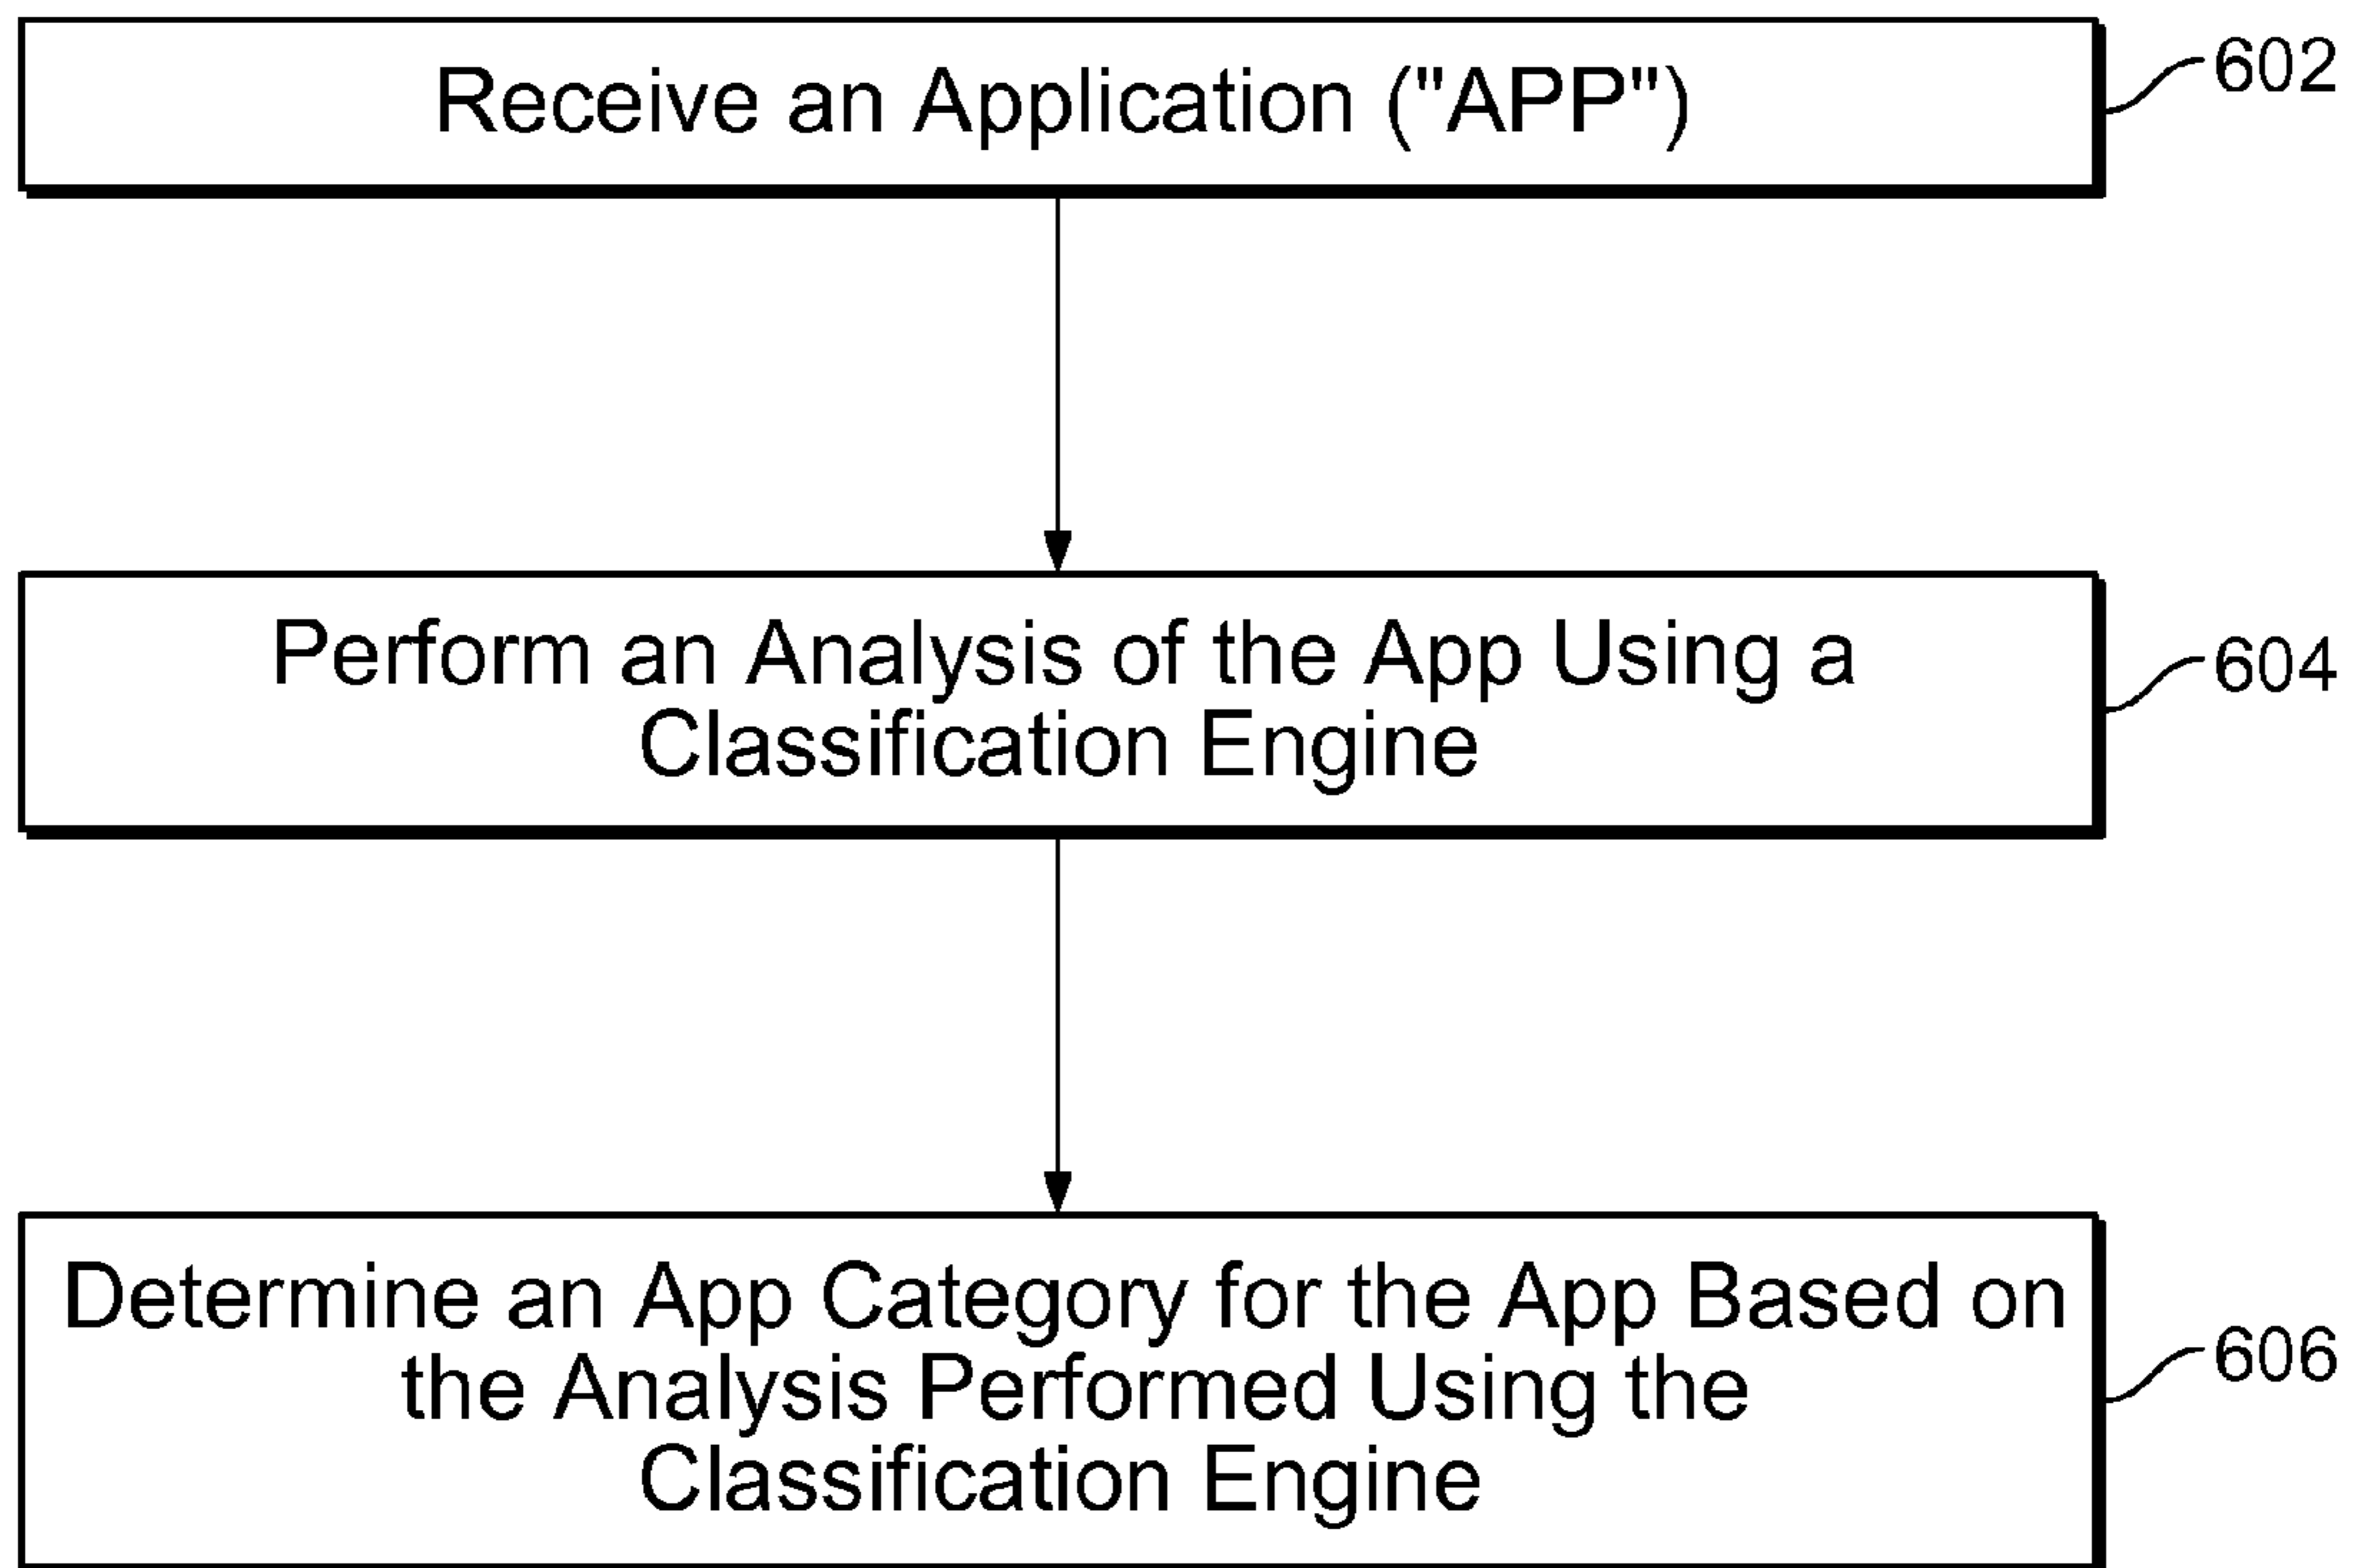 Receive an Application ("APP")
602
Perform an Analysis of the App Using a
Classification Engine
604
Determine an App Category for the App Based on
the Analysis Performed Using the
Classification Engine
606